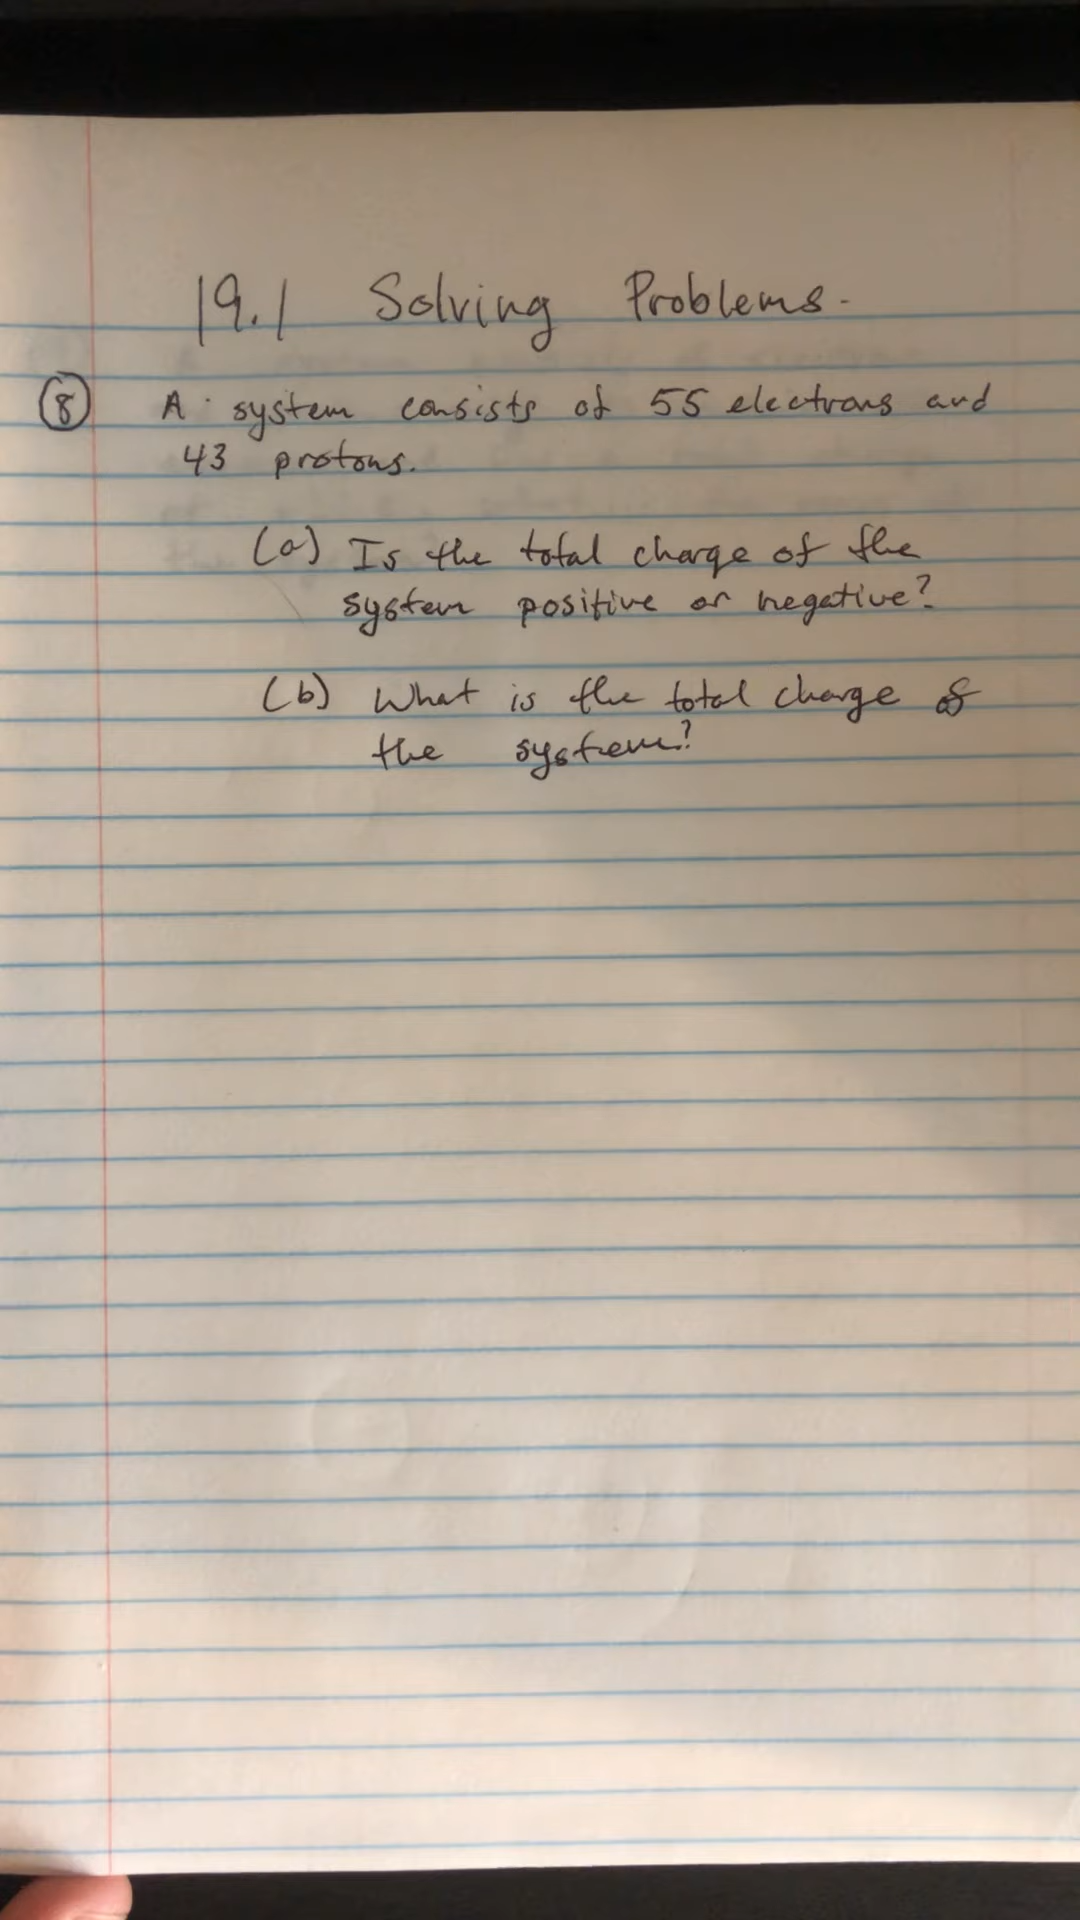 19.1 Solving Problems.
8 A system consists of 55 electrons and
43 protons.
(a) Is the total charge of the
system positive or negative?
(b) What is the total charge of
the system?